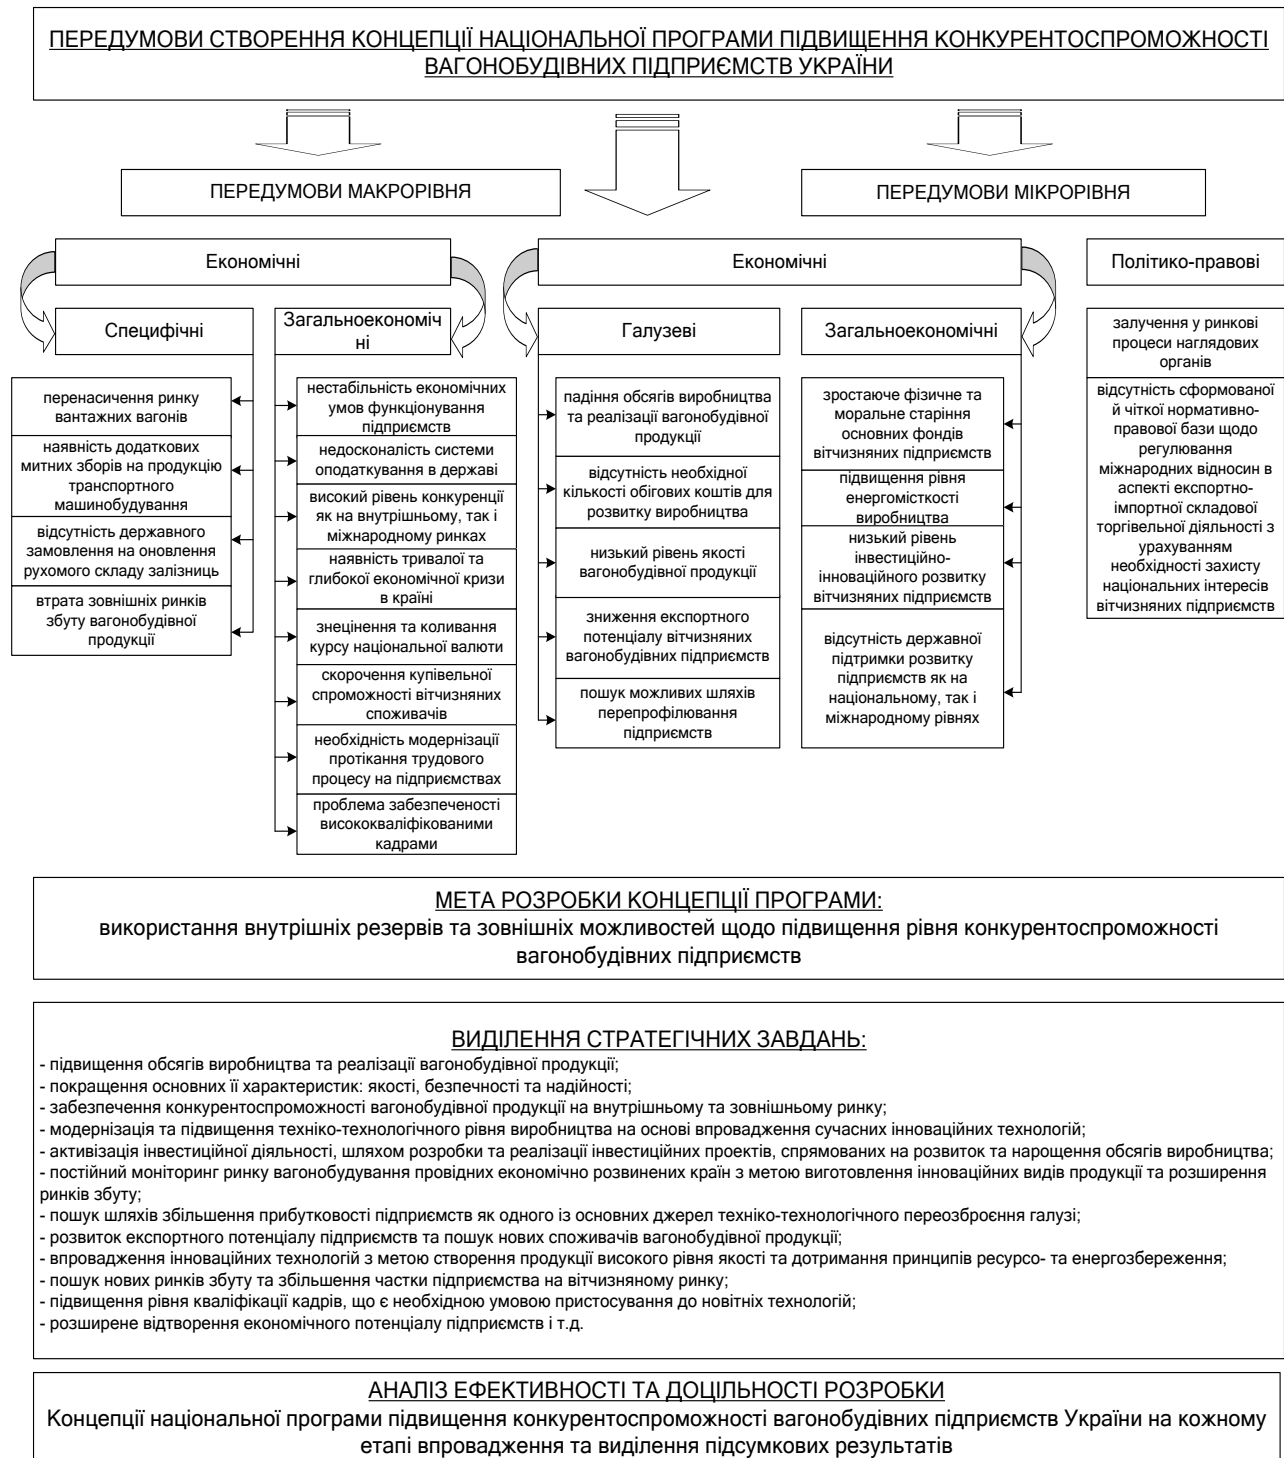 ПЕРЕДУМОВИ СТВОРЕННЯ КОНЦЕПЦІЇ НАЦІОНАЛЬНОЇ ПРОГРАМИ ПІДВИЩЕННЯ КОНКУРЕНТОСПРОМОЖНОСТІ
ВАГОНОБУДІВНИХ ПІДПРИЄМСТВ УКРАЇНИ
ПЕРЕДУМОВИ МАКРОРІВНЯ
ПЕРЕДУМОВИ МІКРОРІВНЯ
Економічні
Економічні
Політико-правові
Специфічні
Загальноекономіч
ні
Галузеві
Загальноекономічні
перенасичення ринку
вантажних вагонів
наявність додаткових
митних зборів на продукцію
транспортного
машинобудування
відсутність державного
замовлення на оновлення
рухомого складу залізниць
втрата зовнішніх ринків
збуту вагонобудівної
продукції
нестабільність економічних
умов функціонування
підприємств
недосконалість системи
оподаткування в державі
високий рівень конкуренції
як на внутрішньому, так і
міжнародному ринках
наявність тривалої та
глибокої економічної кризи
в країні
знецінення та коливання
курсу національної валюти
скорочення купівельної
спроможності вітчизняних
споживачів
необхідність модернізації
протікання трудового
процесу на підприємствах
проблема забезпеченості
висококваліфікованими
кадрами
падіння обсягів виробництва
та реалізації вагонобудівної
продукції
відсутність необхідної
кількості обігових коштів для
розвитку виробництва
низький рівень якості
вагонобудівної продукції
зниження експортного
потенціалу вітчизняних
вагонобудівних підприємств
пошук можливих шляхів
перепрофілювання
підприємств
зростаюче фізичне та
моральне старіння
основних фондів
вітчизняних підприємств
підвищення рівня
енергомісткості
виробництва
низький рівень
інвестиційно-
інноваційного розвитку
вітчизняних підприємств
відсутність державної
підтримки розвитку
підприємств як на
національному, так і
міжнародному рівнях
залучення у ринкові
процеси наглядових
органів
відсутність сформованої
й чіткої нормативно-
правової бази щодо
регулювання
міжнародних відносин в
аспекті експортно-
імпортної складової
торгівельної діяльності з
урахуванням
необхідності захисту
національних інтересів
вітчизняних підприємств
МЕТА РОЗРОБКИ КОНЦЕПЦІЇ ПРОГРАМИ:
використання внутрішніх резервів та зовнішніх можливостей щодо підвищення рівня конкурентоспроможності
вагонобудівних підприємств
ВИДІЛЕННЯ СТРАТЕГІЧНИХ ЗАВДАНЬ:
- підвищення обсягів виробництва та реалізації вагонобудівної продукції;
- покращення основних її характеристик: якості, безпечності та надійності;
- забезпечення конкурентоспроможності вагонобудівної продукції на внутрішньому та зовнішньому ринку;
- модернізація та підвищення техніко-технологічного рівня виробництва на основі впровадження сучасних інноваційних технологій;
- активізація інвестиційної діяльності, шляхом розробки та реалізації інвестиційних проектів, спрямованих на розвиток та нарощення обсягів виробництва;
- постійний моніторинг ринку вагонобудування провідних економічно розвинених країн з метою виготовлення інноваційних видів продукції та розширення
ринків збуту;
- пошук шляхів збільшення прибутковості підприємств як одного із основних джерел техніко-технологічного переозброєння галузі;
- розвиток експортного потенціалу підприємств та пошук нових споживачів вагонобудівної продукції;
- впровадження інноваційних технологій з метою створення продукції високого рівня якості та дотримання принципів ресурсо- та енергозбереження;
- пошук нових ринків збуту та збільшення частки підприємства на вітчизняному ринку;
- підвищення рівня кваліфікації кадрів, що є необхідною умовою пристосування до новітніх технологій;
- розширене відтворення економічного потенціалу підприємств і т.д.
АНАЛІЗ ЕФЕКТИВНОСТІ ТА ДОЦІЛЬНОСТІ РОЗРОБКИ
Концепції національної програми підвищення конкурентоспроможності вагонобудівних підприємств України на кожному
етапі впровадження та виділення підсумкових результатів